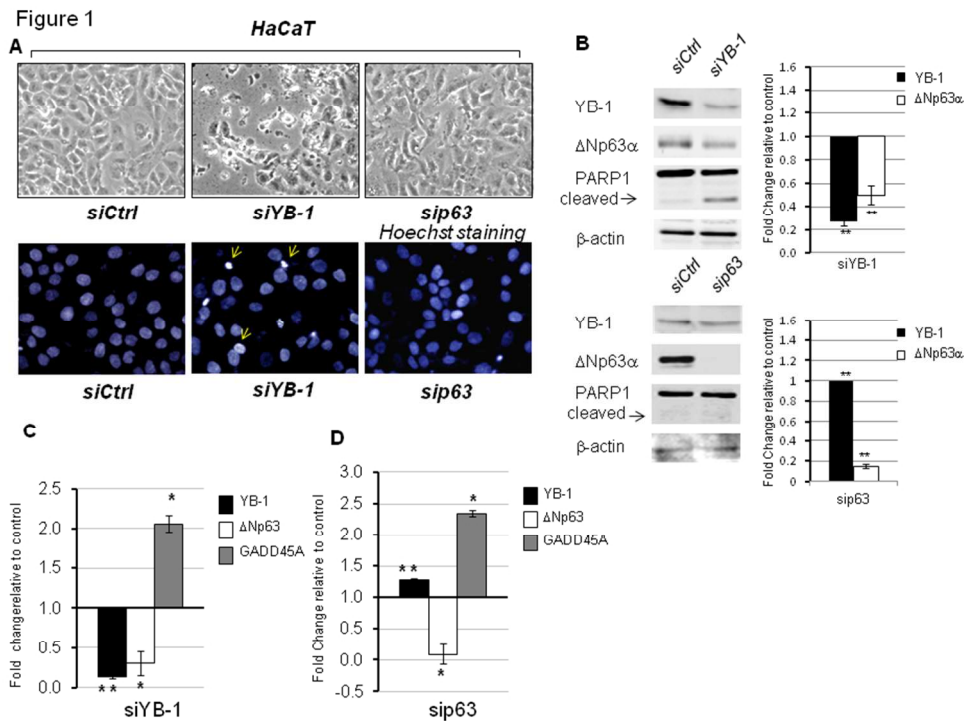 Figure 1
A
HaCaT
siCtrl
siYB-1
sip63
Hoechst staining
siCtrl
siYB-1
sip63
B
siCtrl
siYB-1
YB-1
ΔNp63α
PARP1
cleaved
β-actin
Fold Change relative to control
1.6
1.4
1.2
1.0
0.8
0.6
0.4
0.2
0.0
**
**
siYB-1
YB-1
ΔNp63α
siCtrl
sip63
YB-1
ΔNp63α
PARP1
cleaved
β-actin
Fold Change relative to control
1.6
1.4
1.2
1
0.8
0.6
0.4
0.2
0
**
**
sip63
YB-1
ΔNp63α
C
Fold changerelative to control
2.5
2.0
1.5
1.0
0.5
0.0
**
*
*
siYB-1
YB-1
ΔNp63
GADD45A
D
Fold Change relative to control
3.0
2.5
2.0
1.5
1.0
0.5
0.0
-0.5
**
*
*
sip63
YB-1
ΔNp63
GADD45A